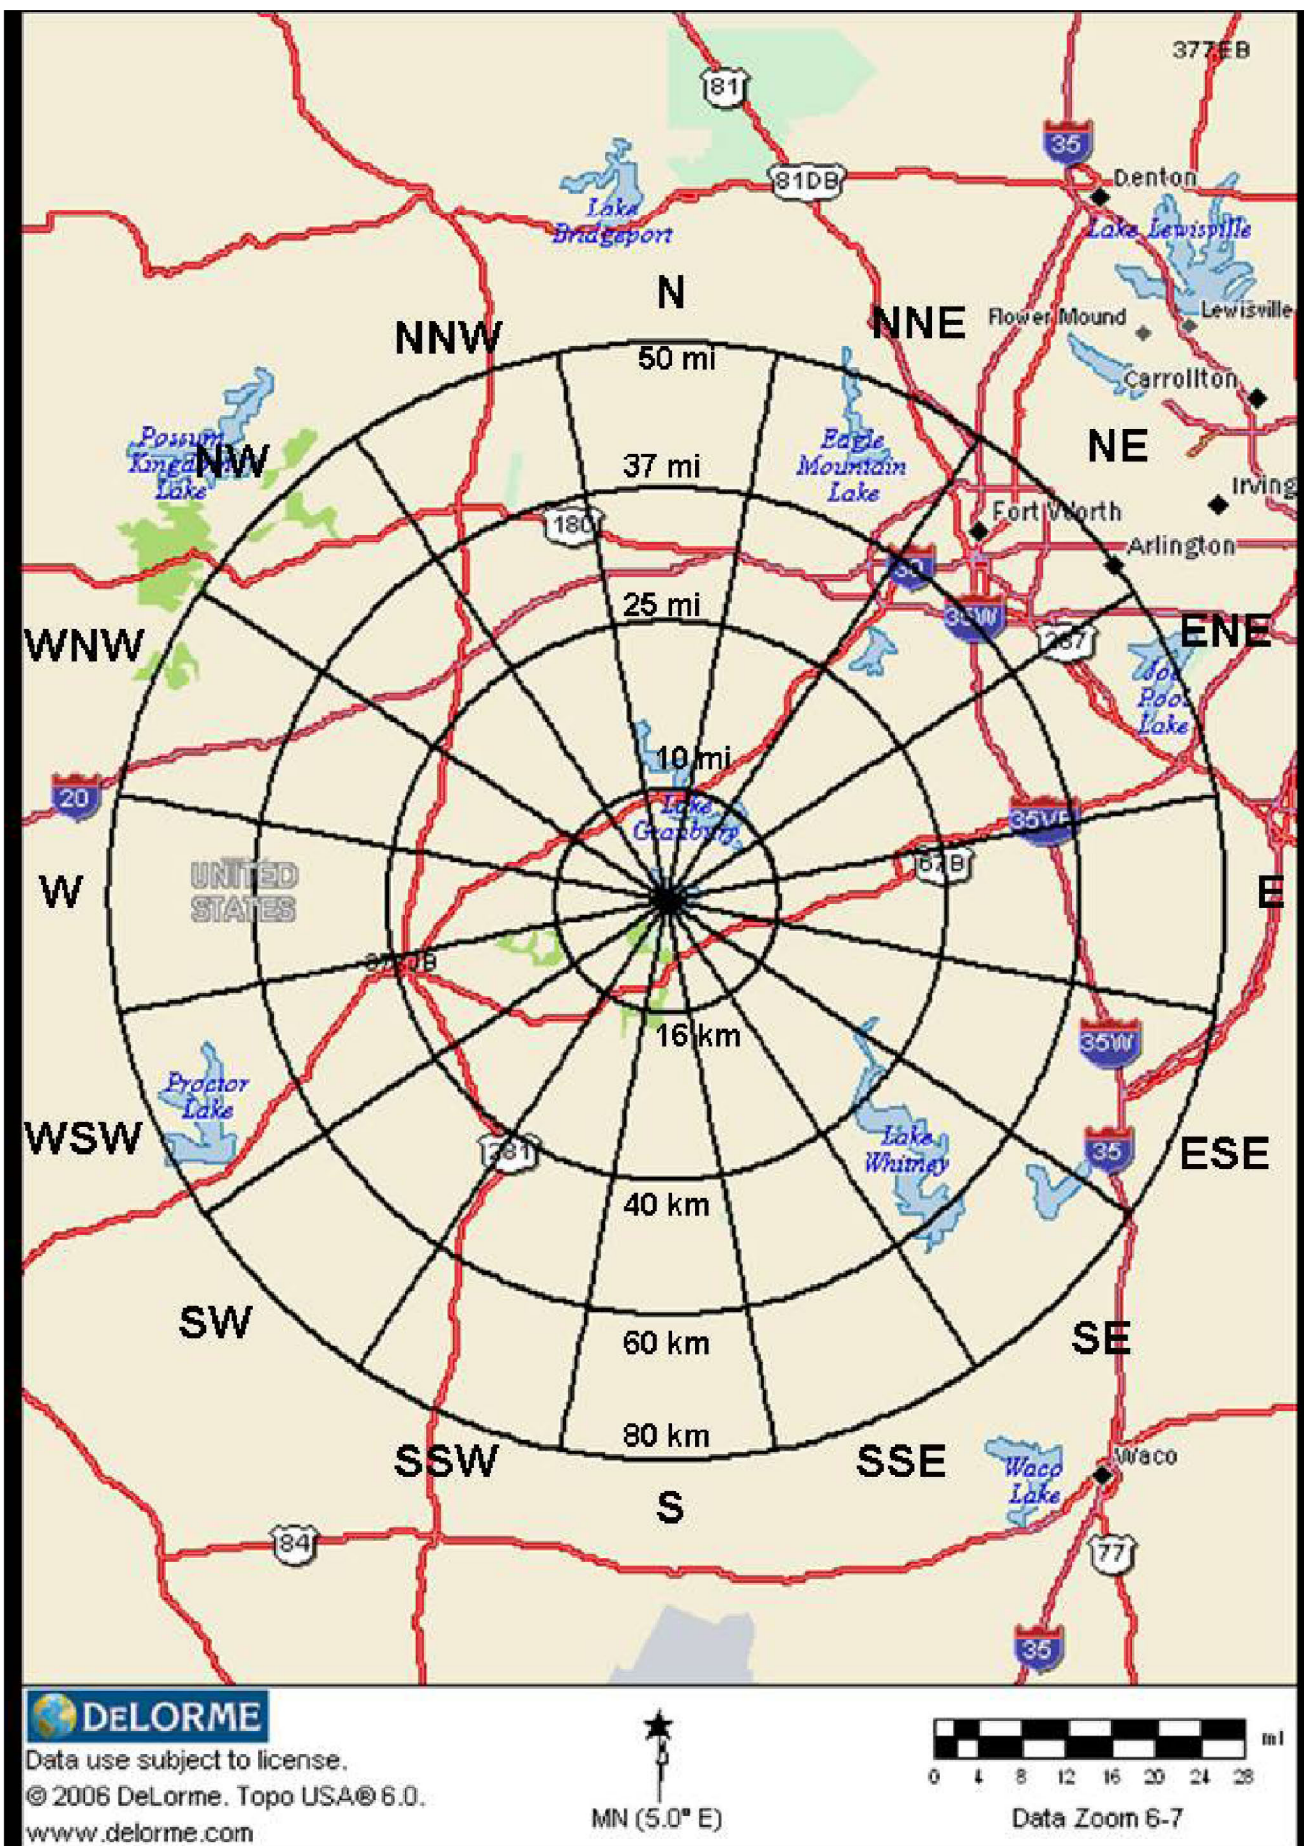 377EB
81
35
81DB
Denton
Lake
Bridgeport
Lake Lewisville
N
NNW
NNE
Flower Mound
Lewisville
50 mi
Carrollton
Possum
Kingdom
Lake
NW
37 mi
Eagle
Mountain
Lake
NE
Irving
180
Fort Worth
Arlington
25 mi
35W
287
ENE
WNW
Joe
Pool
Lake
10 mi
20
Lake
Granbury
67B
UNITED
STATES
W
E
16 km
35W
Proctor
Lake
WSW
281
Lake
Whitney
35
ESE
40 km
SW
60 km
SE
80 km
SSW
SSE
S
Waco
Lake
Waco
84
77
35
DELORME
Data use subject to license.
© 2006 DeLorme. Topo USA® 6.0.
www.delorme.com
MN (5.0° E)
mi
0 4 8 12 16 20 24 28
Data Zoom 6-7